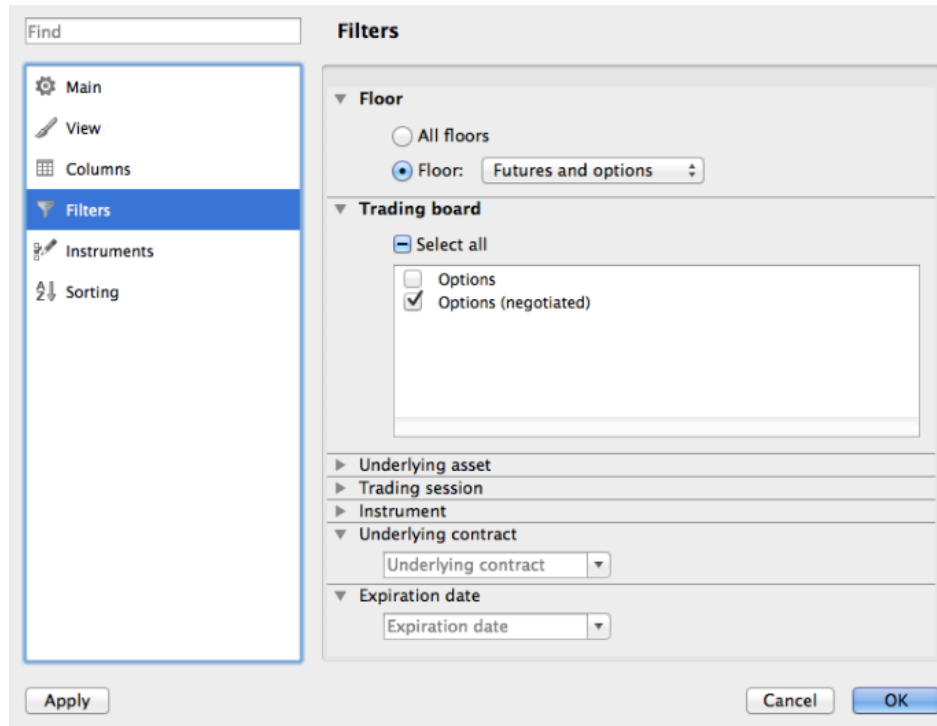 Find
Filters
Main
View
Columns
Filters
Instruments
Sorting
Floor
All floors
Floor: Futures and options
Trading board
Select all
Options
Options (negotiated)
Underlying asset
Trading session
Instrument
Underlying contract
Underlying contract
Expiration date
Expiration date
Apply
Cancel
OK